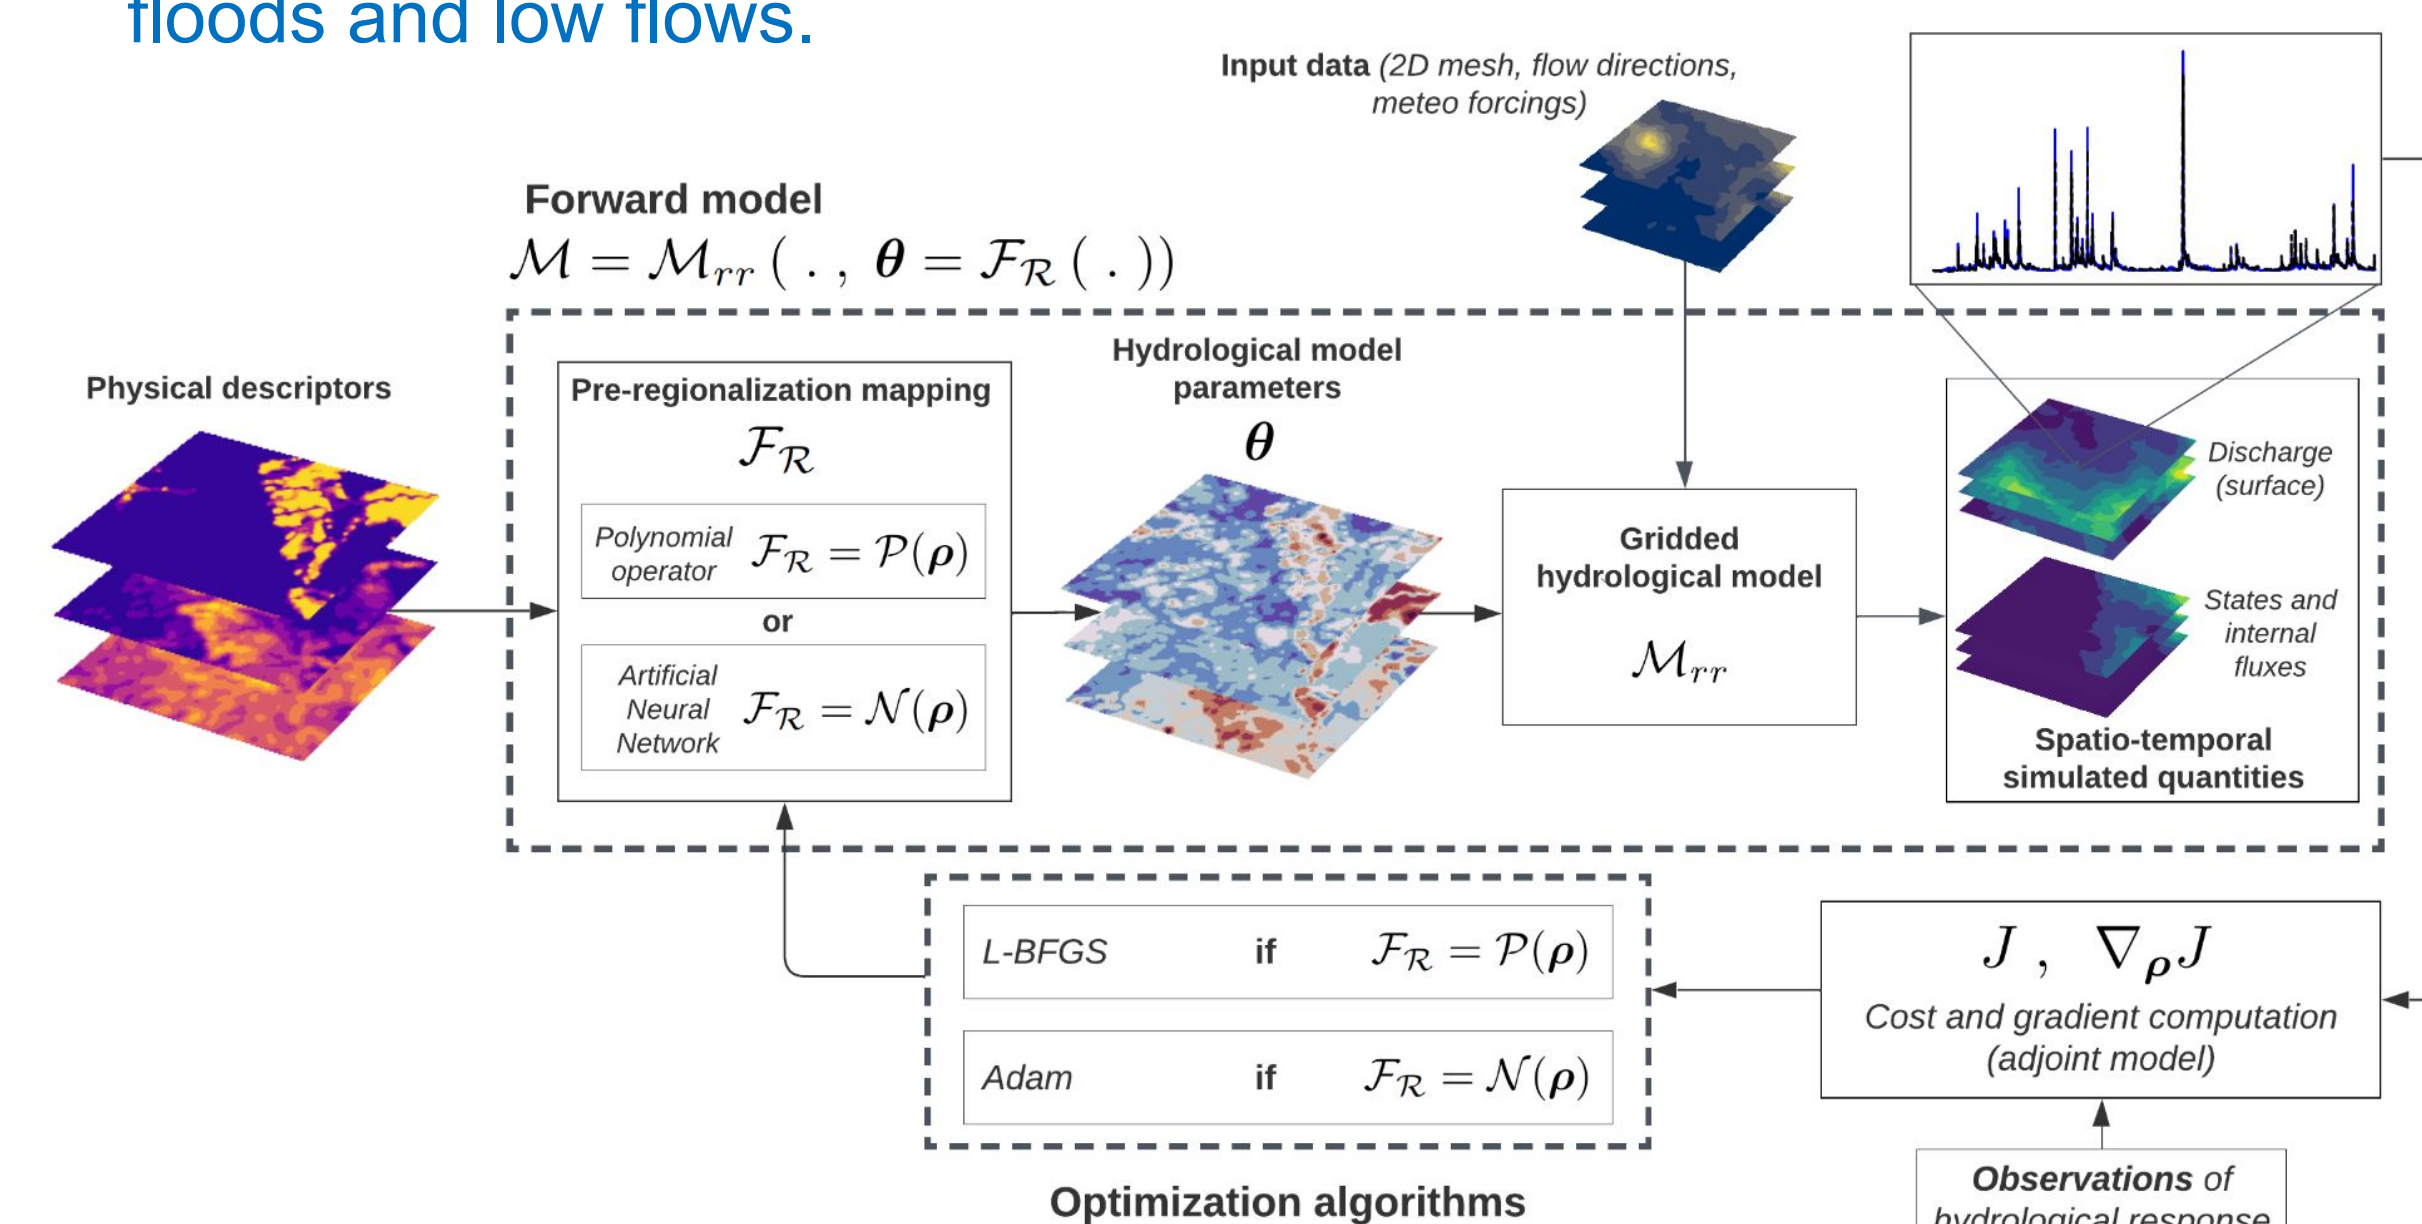 floods and low flows.
Input data (2D mesh, flow directions,
meteo forcings)
Forward model
ℳ = ℳrr ( . , θ = ℱℛ ( . ))
Physical descriptors
Pre-regionalization mapping
ℱℛ
Polynomial
operator
ℱℛ = 𝒫(ρ)
or
Artificial
Neural
Network
ℱℛ = 𝒩(ρ)
Hydrological model
parameters
θ
Gridded
hydrological model
ℳrr
Discharge
(surface)
States and
internal
fluxes
Spatio-temporal
simulated quantities
L-BFGS if ℱℛ = 𝒫(ρ)
Adam if ℱℛ = 𝒩(ρ)
Optimization algorithms
J , ∇ρJ
Cost and gradient computation
(adjoint model)
Observations of
hydrological response